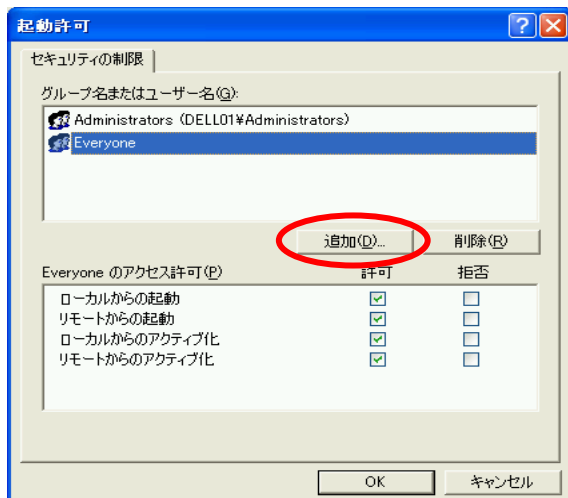 起動許可
セキュリティの制限
グループ名またはユーザー名(G):
Administrators (DELL01¥Administrators)
Everyone
追加(D)...
削除(R)
Everyone のアクセス許可(P) 許可 拒否
ローカルからの起動
リモートからの起動
ローカルからのアクティブ化
リモートからのアクティブ化
OK キャンセル